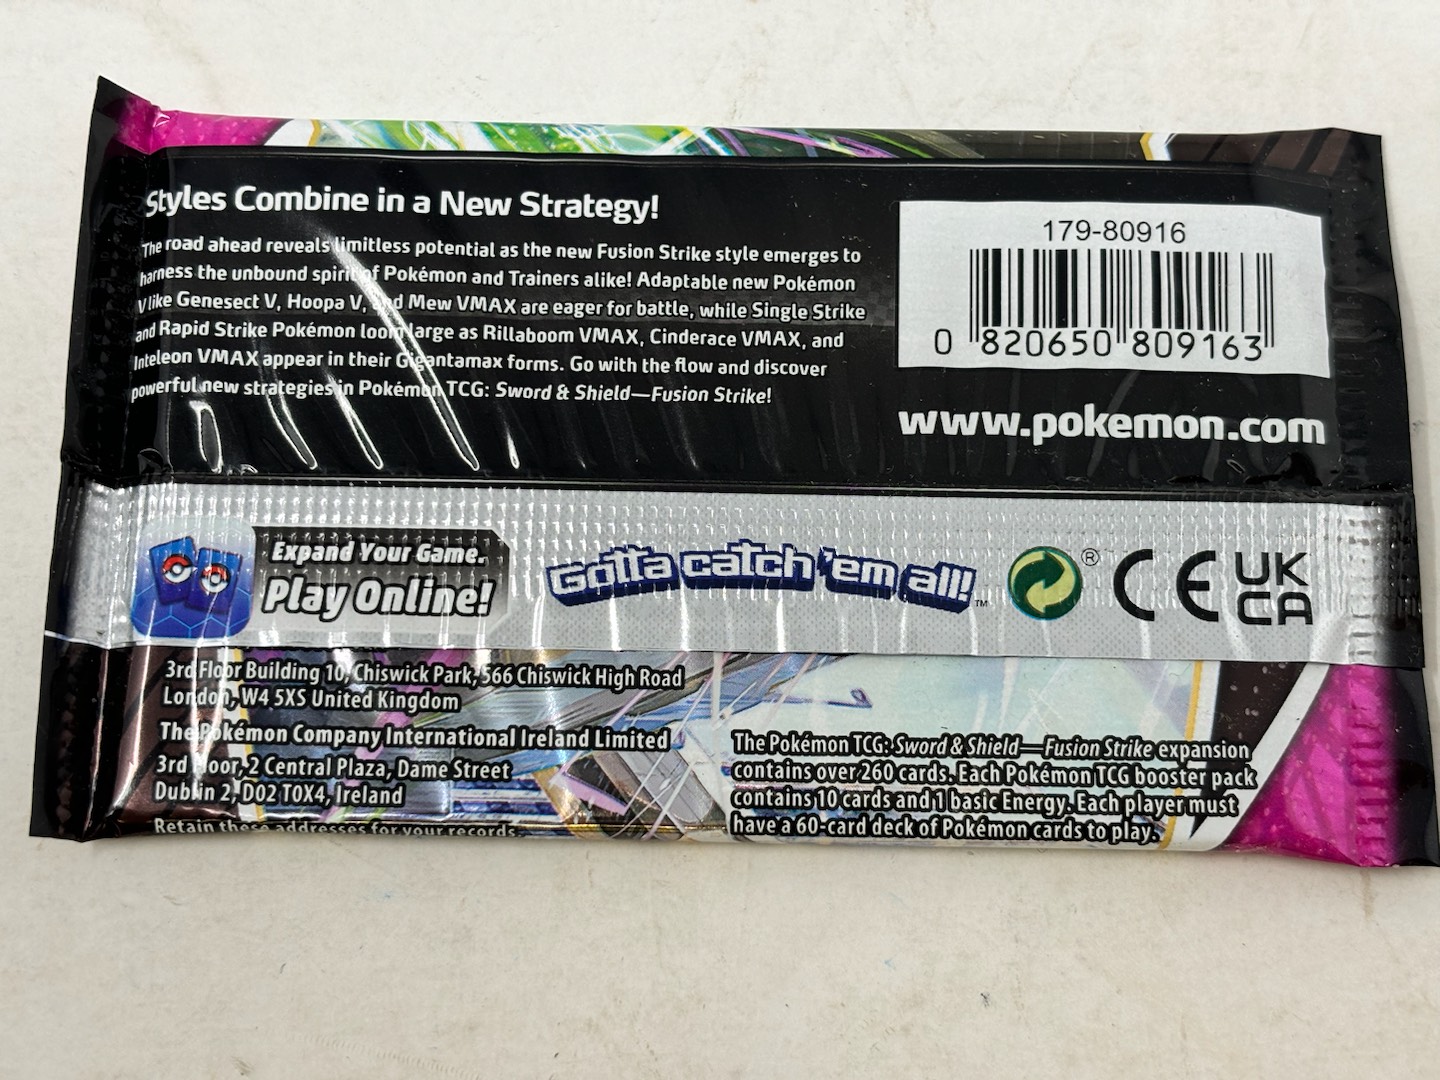 Styles Combine in a New Strategy!
The road ahead reveals limitless potential as the new Fusion Strike style emerges to
harness the unbound spirit of Pokémon and Trainers alike! Adaptable new Pokémon
V like Genesect V, Hoopa V, and Mew VMAX are eager for battle, while Single Strike
and Rapid Strike Pokémon loom large as Rillaboom VMAX, Cinderace VMAX, and
Inteleon VMAX appear in their Gigantamax forms. Go with the flow and discover
powerful new strategies in Pokémon TCG: Sword & Shield—Fusion Strike!
179-80916
0 820650 809163
www.pokemon.com
Expand Your Game.
Play Online!
Gotta catch 'em all!™
® CE UK
CA
3rd Floor Building 10, Chiswick Park, 566 Chiswick High Road
London, W4 5XS United Kingdom
The Pokémon Company International Ireland Limited
3rd Floor, 2 Central Plaza, Dame Street
Dublin 2, D02 T0X4, Ireland
Retain these addresses for your records.
The Pokémon TCG: Sword & Shield—Fusion Strike expansion
contains over 260 cards. Each Pokémon TCG booster pack
contains 10 cards and 1 basic Energy. Each player must
have a 60-card deck of Pokémon cards to play.